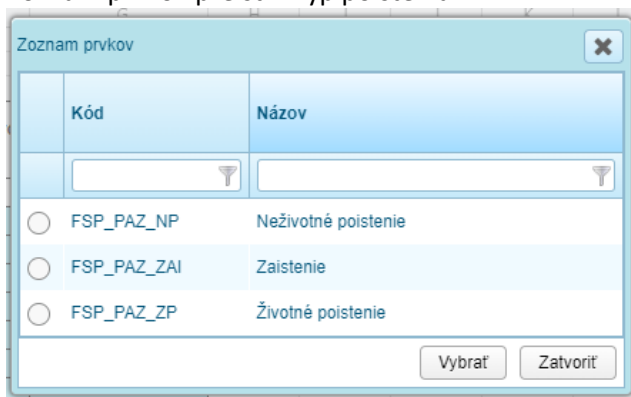 Zoznam prvkov
Kód Názov
FSP_PAZ_NP Neživotné poistenie
FSP_PAZ_ZAI Zaistenie
FSP_PAZ_ZP Životné poistenie
Vybrať Zatvoriť